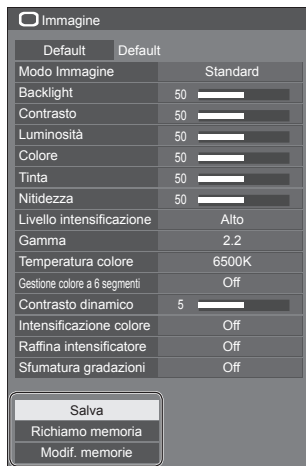 Immagine
Default Default
Modo Immagine Standard
Backlight 50
Contrasto 50
Luminosità 50
Colore 50
Tinta 50
Nitidezza 50
Livello intensificazione Alto
Gamma 2.2
Temperatura colore 6500K
Gestione colore a 6 segmenti Off
Contrasto dinamico 5
Intensificazione colore Off
Raffina intensificatore Off
Sfumatura gradazioni Off
Salva
Richiamo memoria
Modif. memorie